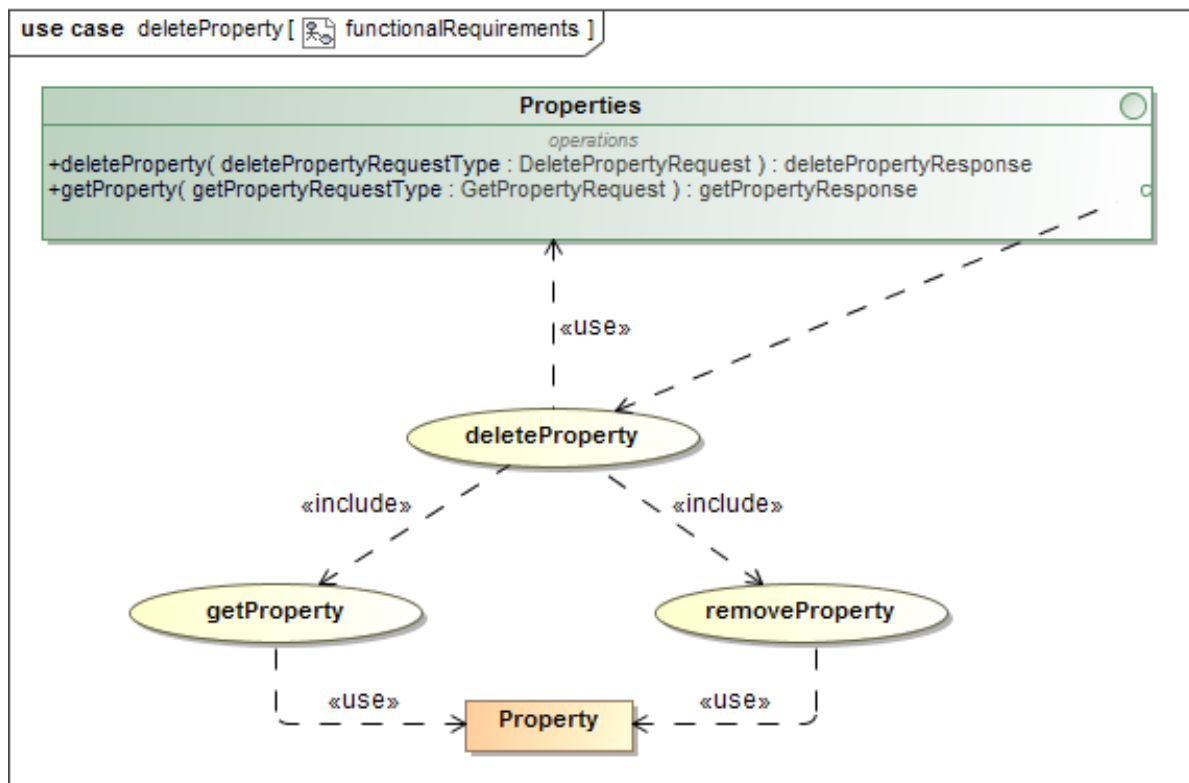 use case deleteProperty [ functionalRequirements ]
Properties
operations
+deleteProperty( deletePropertyRequestType : DeletePropertyRequest ) : deletePropertyResponse
+getProperty( getPropertyRequestType : GetPropertyRequest ) : getPropertyResponse
c
«use»
deleteProperty
«include» «include»
getProperty removeProperty
«use» «use»
Property